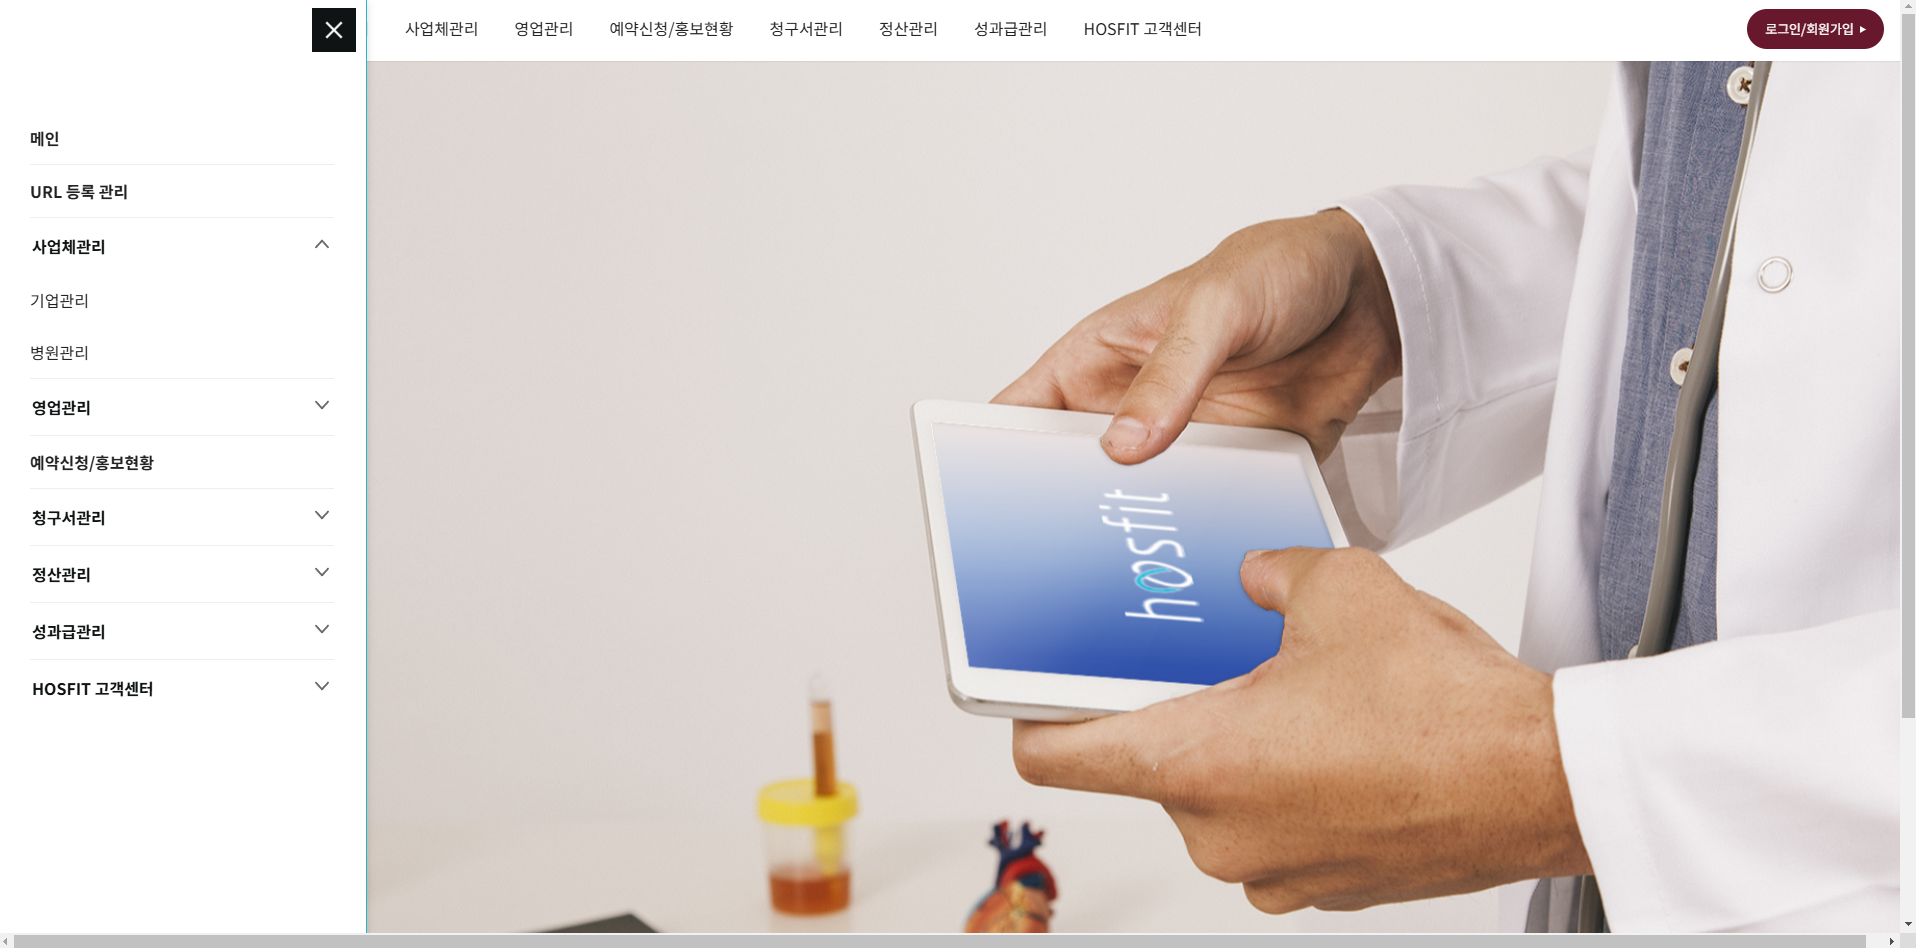 사업체관리 영업관리 예약신청/홍보현황 청구서관리 정산관리 성과급관리 HOSFIT 고객센터 로그인/회원가입
메인
URL 등록 관리
사업체관리
기업관리
병원관리
영업관리
예약신청/홍보현황
청구서관리
정산관리
성과급관리
HOSFIT 고객센터
hosfit